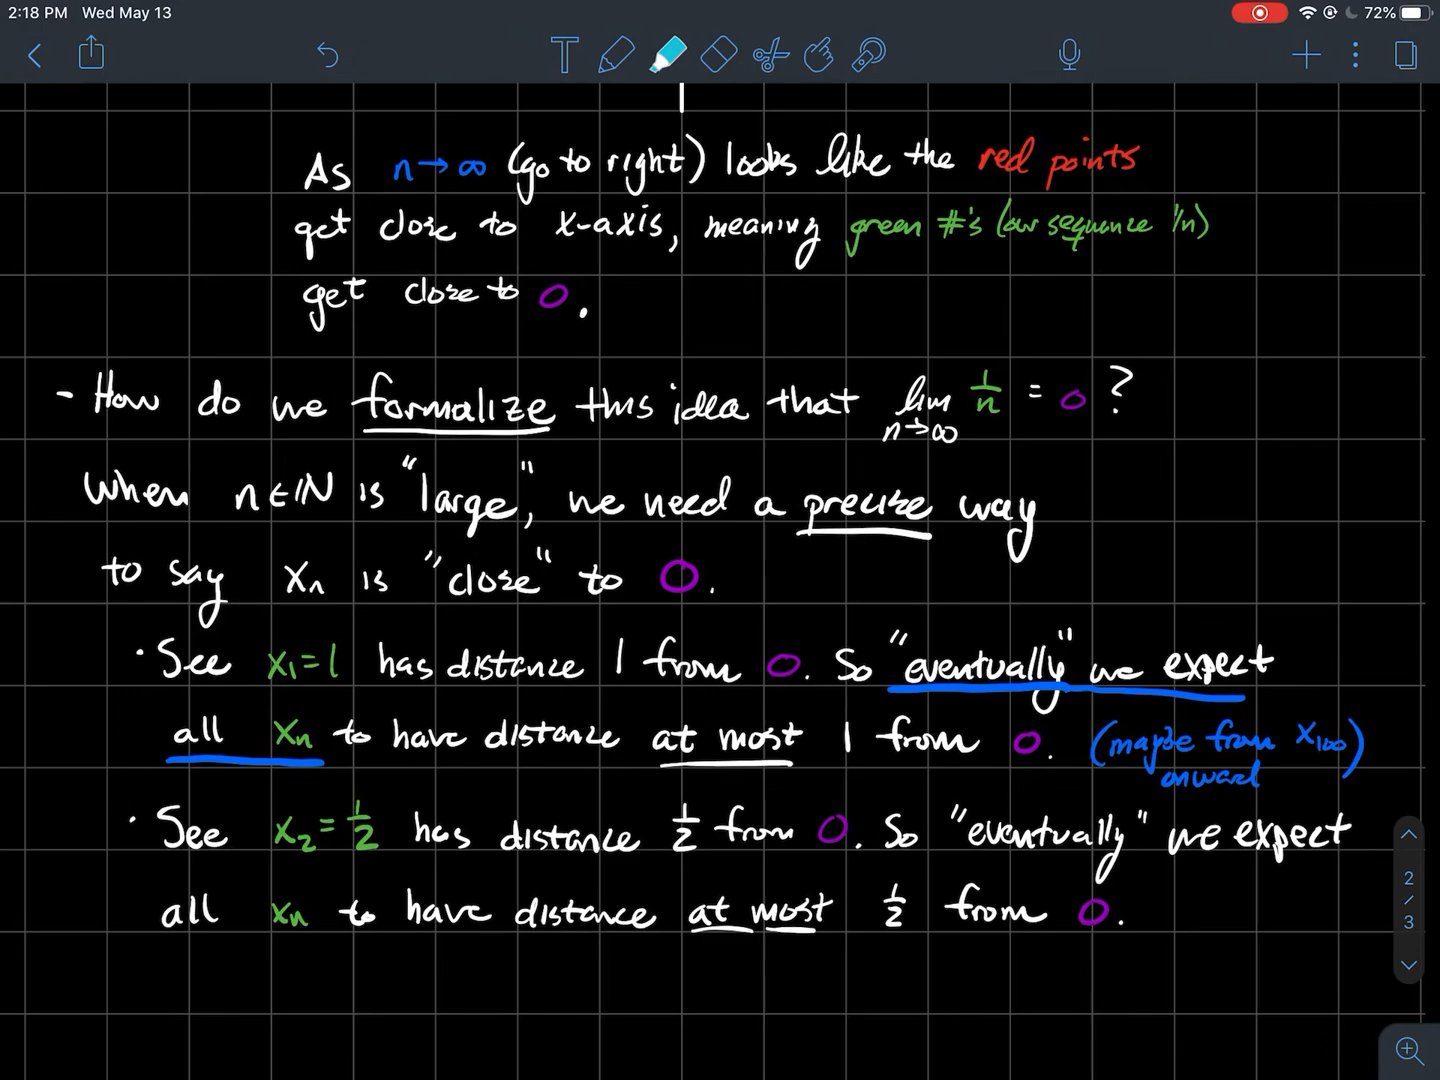 2:18 PM Wed May 13
72%
As n→∞ (go to right) looks like the red points
get close to x-axis, meaning green #'s (our sequence 1/n)
get close to 0.
- How do we formalize this idea that lim n→∞ 1/n = 0 ?
When n∈ℕ is "large", we need a precise way
to say xn is "close" to 0.
· See x1=1 has distance 1 from 0. So "eventually" we expect
all xn to have distance at most 1 from 0. (maybe from x100
onward)
· See x2=1/2 has distance 1/2 from 0. So "eventually" we expect
all xn to have distance at most 1/2 from 0.
2
/
3